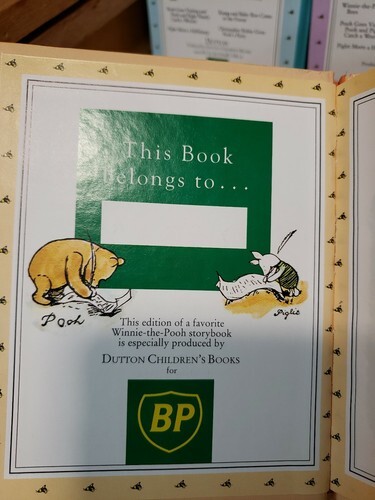 This Book
Belongs to...
Pooh
Piglet
This edition of a favorite
Winnie-the-Pooh storybook
is especially produced by
DUTTON CHILDREN'S BOOKS
for
BP